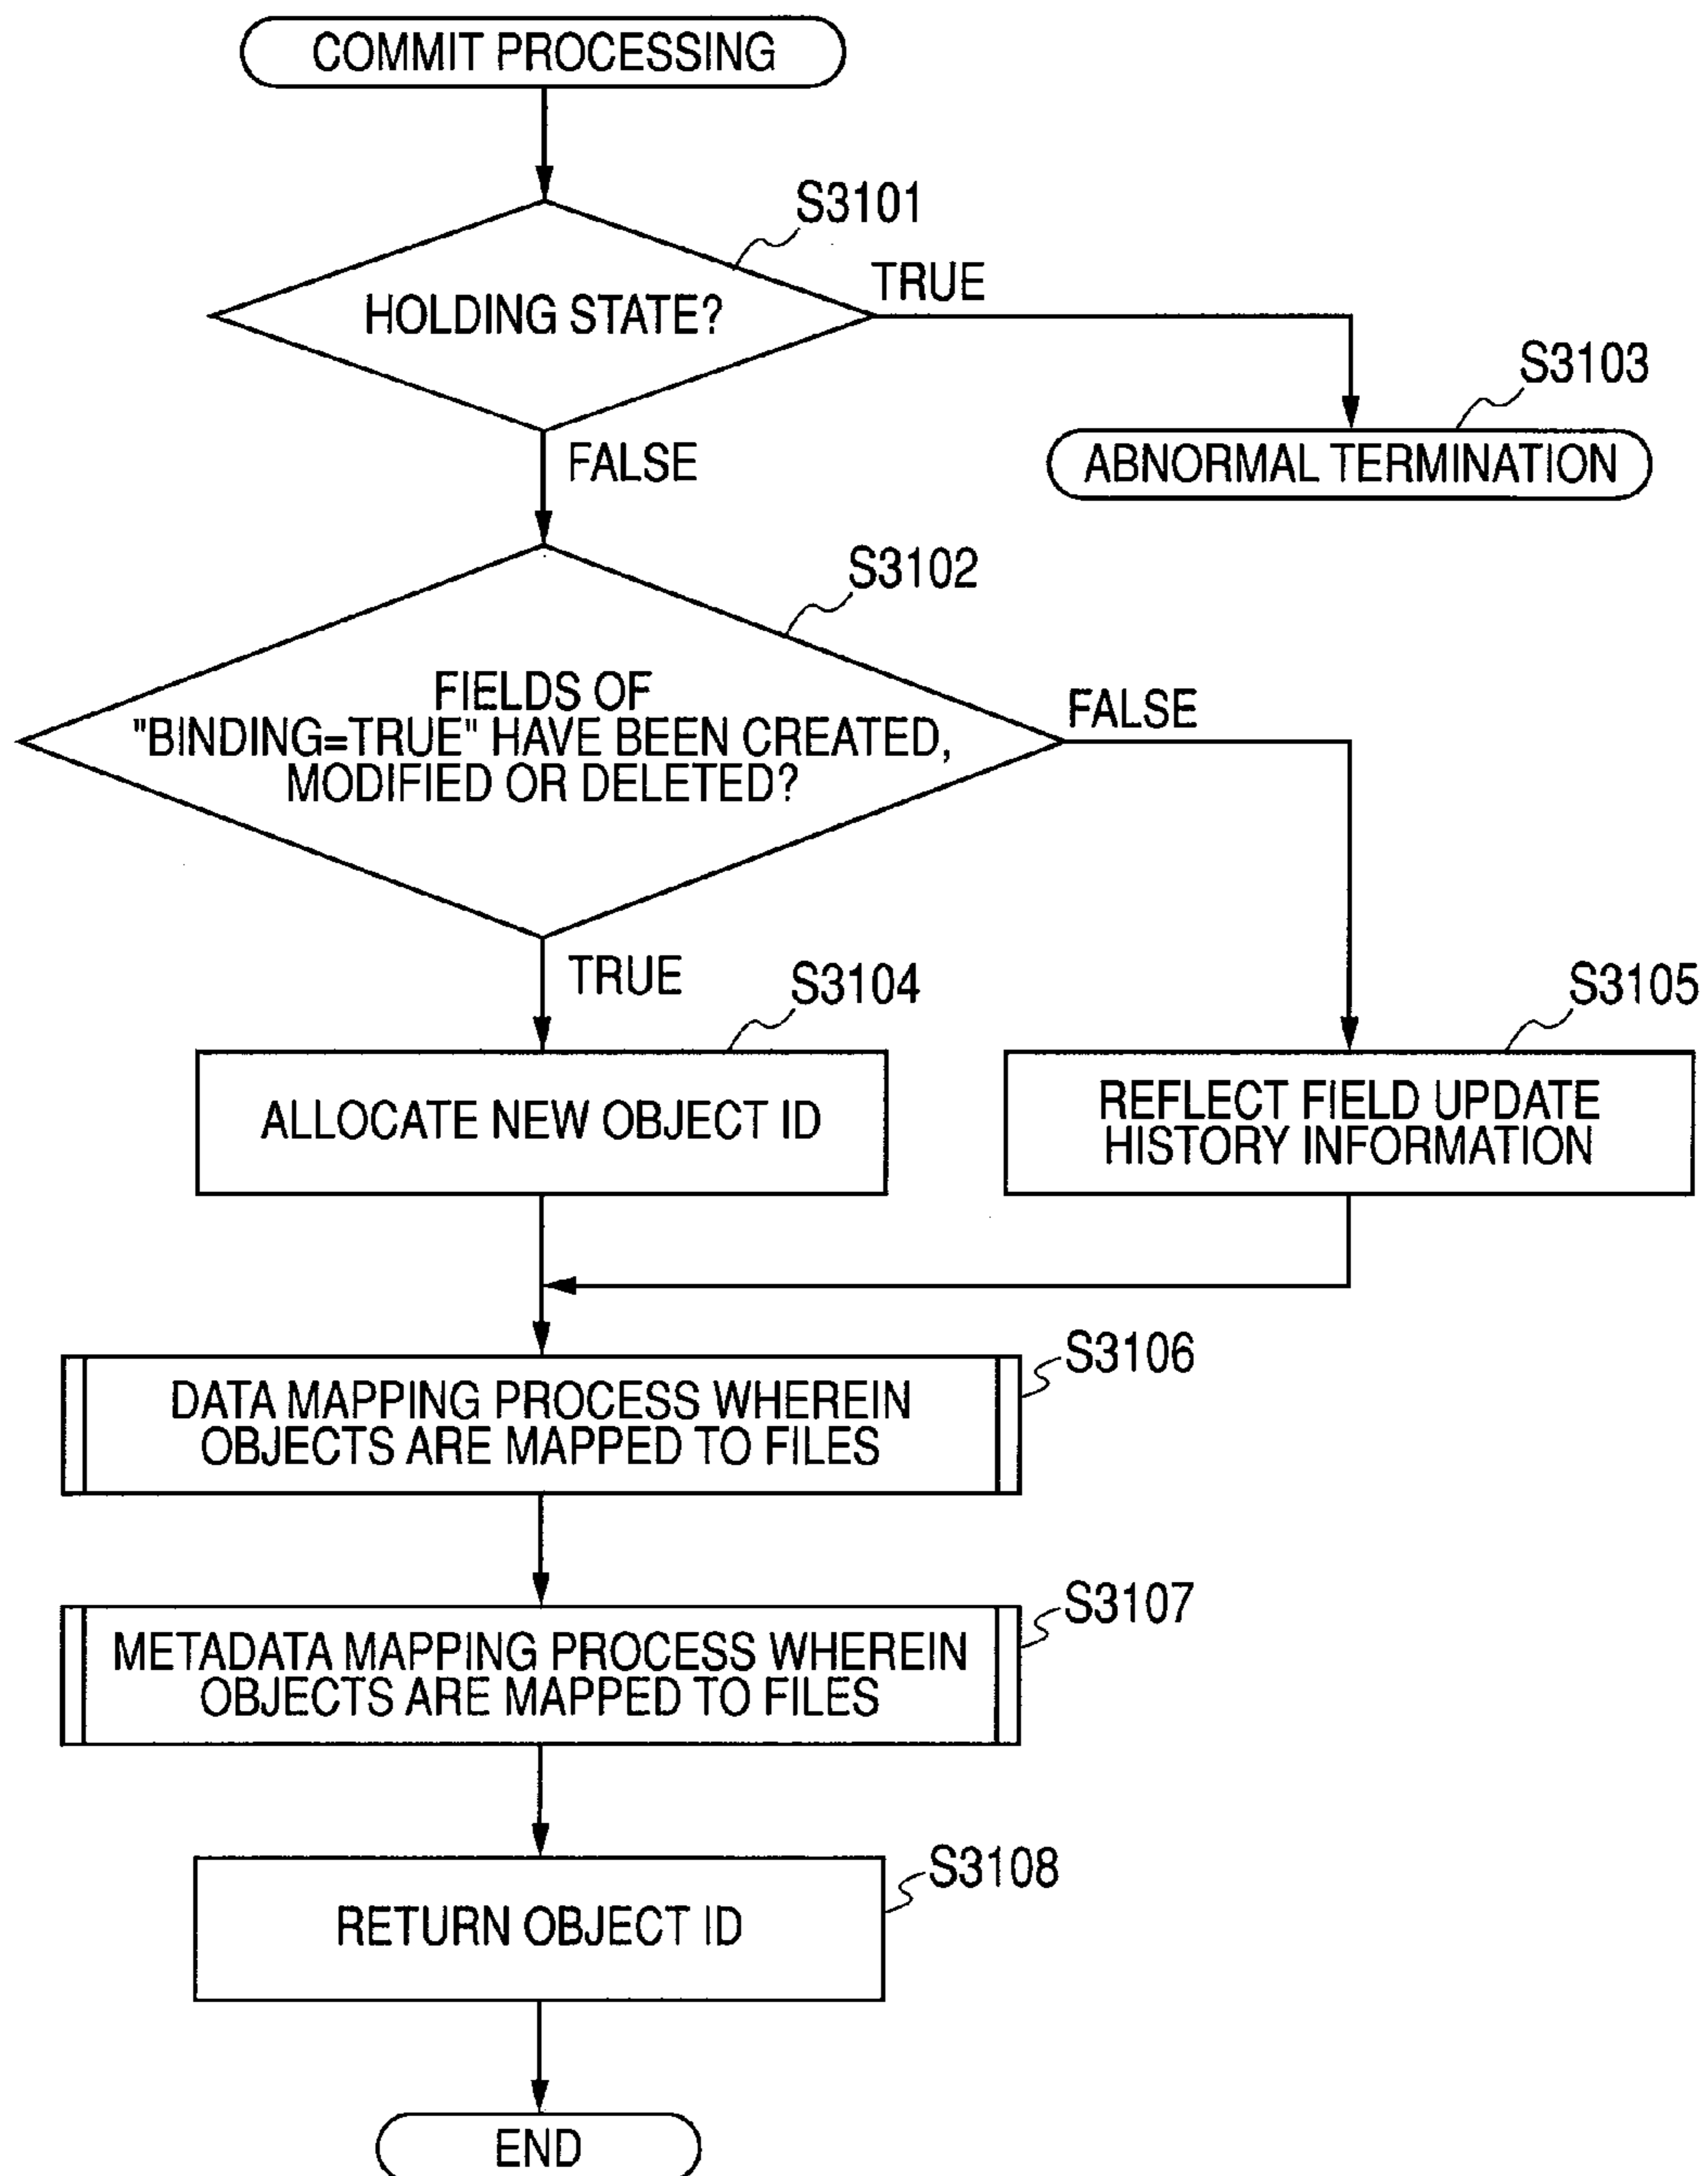 COMMIT PROCESSING
S3101
TRUE
HOLDING STATE?
S3103
ABNORMAL TERMINATION
FALSE
S3102
FIELDS OF
"BINDING=TRUE" HAVE BEEN CREATED,
MODIFIED OR DELETED?
FALSE
TRUE
S3104
S3105
ALLOCATE NEW OBJECT ID
REFLECT FIELD UPDATE
HISTORY INFORMATION
S3106
DATA MAPPING PROCESS WHEREIN
OBJECTS ARE MAPPED TO FILES
S3107
METADATA MAPPING PROCESS WHEREIN
OBJECTS ARE MAPPED TO FILES
S3108
RETURN OBJECT ID
END